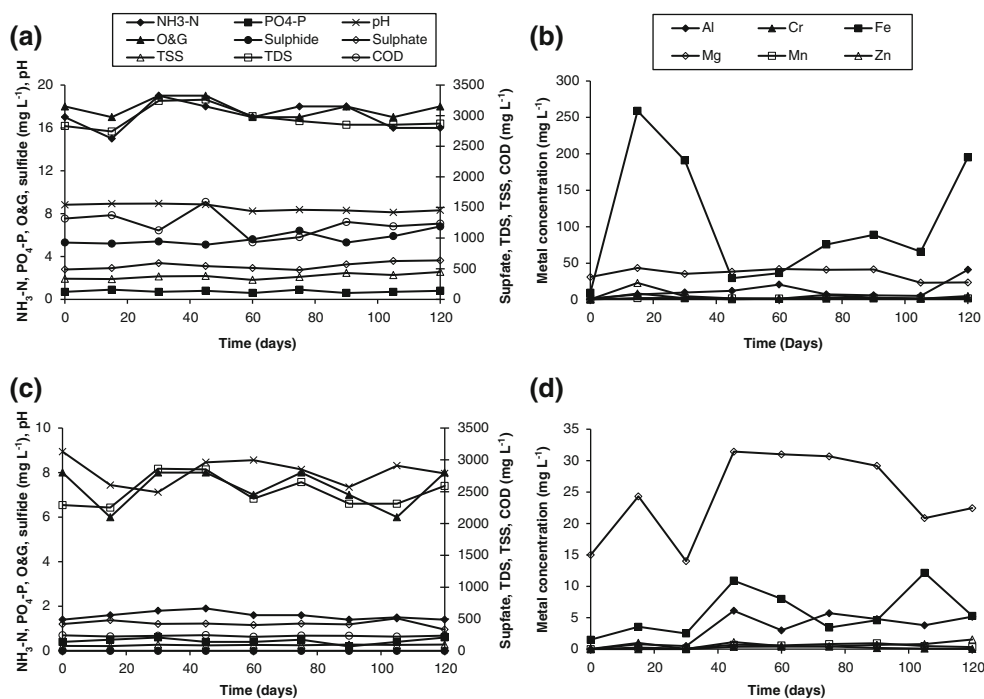 (a)
NH3-N PO4-P pH
O&G Sulphide Sulphate
TSS TDS COD
NH3-N, PO4-P, O&G, sulfide (mg L-1), pH
20
16
12
8
4
0
3500
3000
2500
2000
1500
1000
500
0
Supfate, TDS, TSS, COD (mg L-1)
0 20 40 60 80 100 120
Time (days)
(b)
Al Cr Fe
Mg Mn Zn
Metal concentration (mg L-1)
300
250
200
150
100
50
0
0 20 40 60 80 100 120
Time (Days)
(c)
NH3-N, PO4-P, O&G, sulfide (mg L-1), pH
10
8
6
4
2
0
3500
3000
2500
2000
1500
1000
500
0
Supfate, TDS, TSS, COD (mg L-1)
0 20 40 60 80 100 120
Time (days)
(d)
Metal concentration (mg L-1)
35
30
25
20
15
10
5
0
0 20 40 60 80 100 120
Time (days)